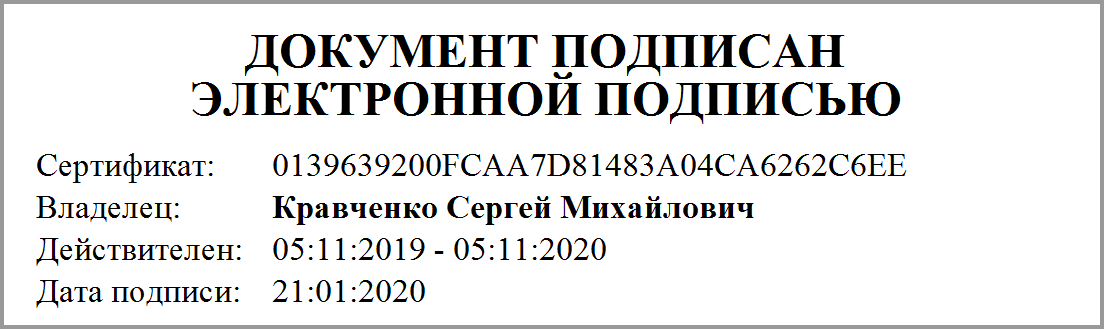 ДОКУМЕНТ ПОДПИСАН
ЭЛЕКТРОННОЙ ПОДПИСЬЮ
Сертификат: 0139639200FCAA7D81483A04CA6262C6EE
Владелец: Кравченко Сергей Михайлович
Действителен: 05:11:2019 - 05:11:2020
Дата подписи: 21:01:2020